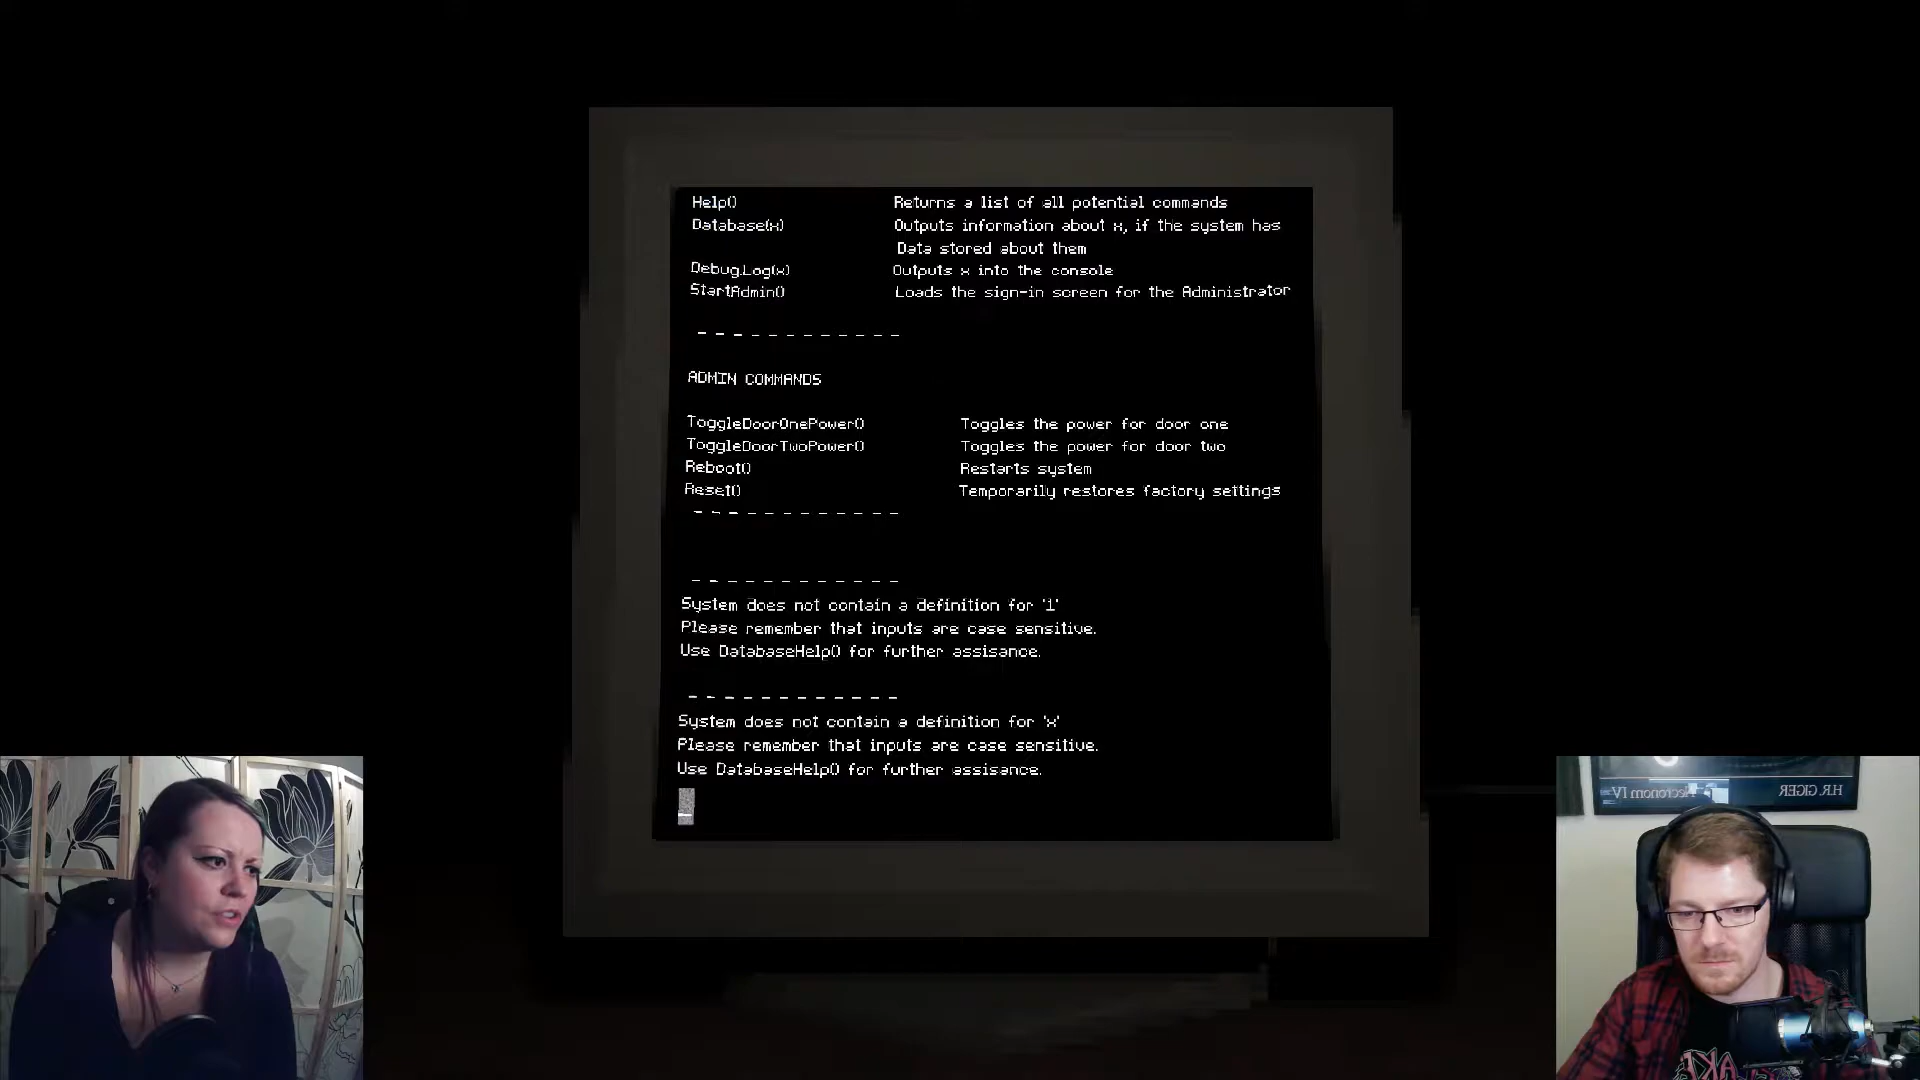 Help() Returns a list of all potential commands
Database(x) Outputs information about x, if the system has
Data stored about them
Debug.Log(x) Outputs x into the console
StartAdmin() Loads the sign-in screen for the Administrator
- - - - - - - - - - - -
ADMIN COMMANDS
ToggleDoorOnePower() Toggles the power for door one
ToggleDoorTwoPower() Toggles the power for door two
Reboot() Restarts system
Reset() Temporarily restores factory settings
- - - - - - - - - - - -
- - - - - - - - - - - -
System does not contain a definition for '1'
Please remember that inputs are case sensitive.
Use DatabaseHelp() for further assisance.
- - - - - - - - - - - -
System does not contain a definition for 'x'
Please remember that inputs are case sensitive.
Use DatabaseHelp() for further assisance.
Necronom IV H.R. GIGER